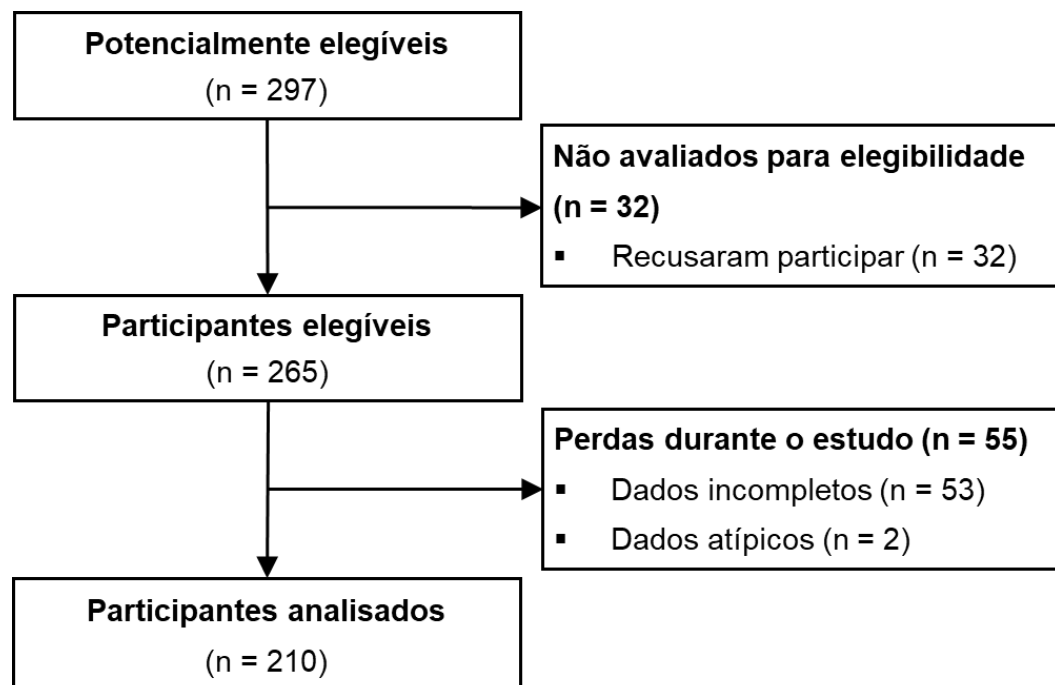 Potencialmente elegíveis
(n = 297)
Não avaliados para elegibilidade
(n = 32)
▪ Recusaram participar (n = 32)
Participantes elegíveis
(n = 265)
Perdas durante o estudo (n = 55)
▪ Dados incompletos (n = 53)
▪ Dados atípicos (n = 2)
Participantes analisados
(n = 210)